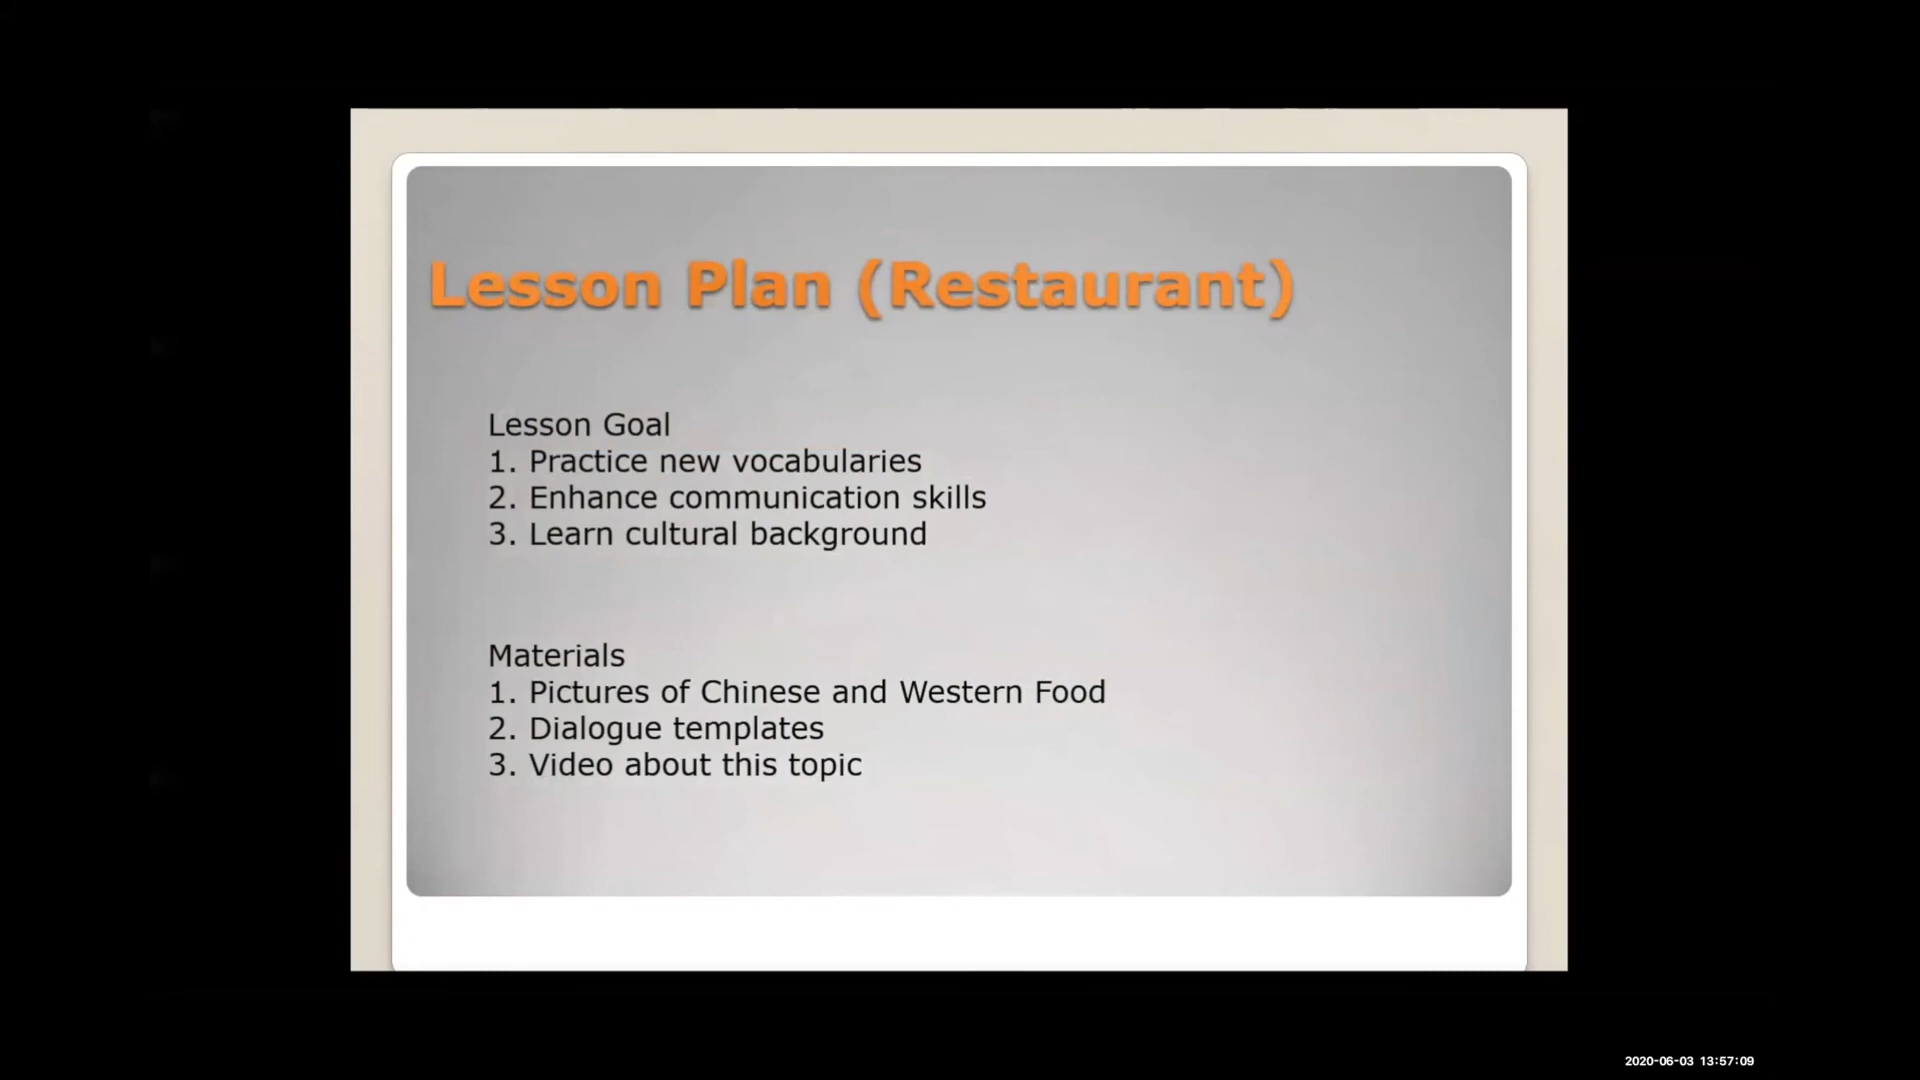 Lesson Plan (Restaurant)
Lesson Goal
1. Practice new vocabularies
2. Enhance communication skills
3. Learn cultural background
Materials
1. Pictures of Chinese and Western Food
2. Dialogue templates
3. Video about this topic
2020-06-03 13:57:09